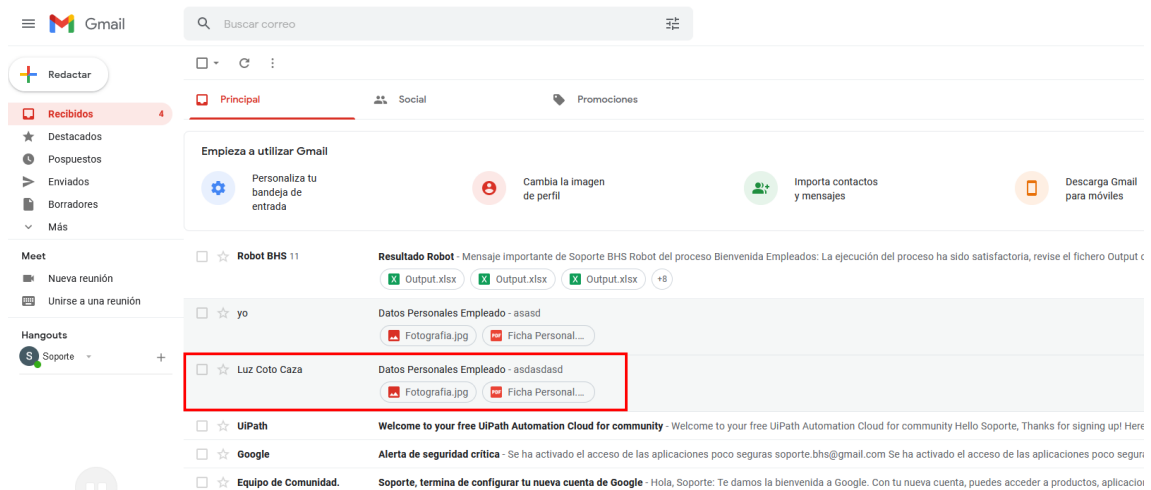 Gmail
Buscar correo
Redactar
Recibidos 4
Destacados
Pospuestos
Enviados
Borradores
Más
Meet
Nueva reunión
Unirse a una reunión
Hangouts
S Soporte
Principal
Social
Promociones
Empieza a utilizar Gmail
Personaliza tu
bandeja de
entrada
Cambia la imagen
de perfil
Importa contactos
y mensajes
Descarga Gmail
para móviles
Robot BHS 11 Resultado Robot - Mensaje importante de Soporte BHS Robot del proceso Bienvenida Empleados: La ejecución del proceso ha sido satisfactoria, revise el fichero Output
X Output.xlsx X Output.xlsx X Output.xlsx +8
yo Datos Personales Empleado - asasd
Fotografia.jpg PDF Ficha Personal....
Luz Coto Caza Datos Personales Empleado - asdasdasd
Fotografia.jpg PDF Ficha Personal....
UiPath Welcome to your free UiPath Automation Cloud for community - Welcome to your free UiPath Automation Cloud for community Hello Soporte, Thanks for signing up! Here
Google Alerta de seguridad crítica - Se ha activado el acceso de las aplicaciones poco seguras soporte.bhs@gmail.com Se ha activado el acceso de las aplicaciones poco
Equipo de Comunidad. Soporte, termina de configurar tu nueva cuenta de Google - Hola, Soporte: Te damos la bienvenida a Google. Con tu nueva cuenta, puedes acceder a productos,